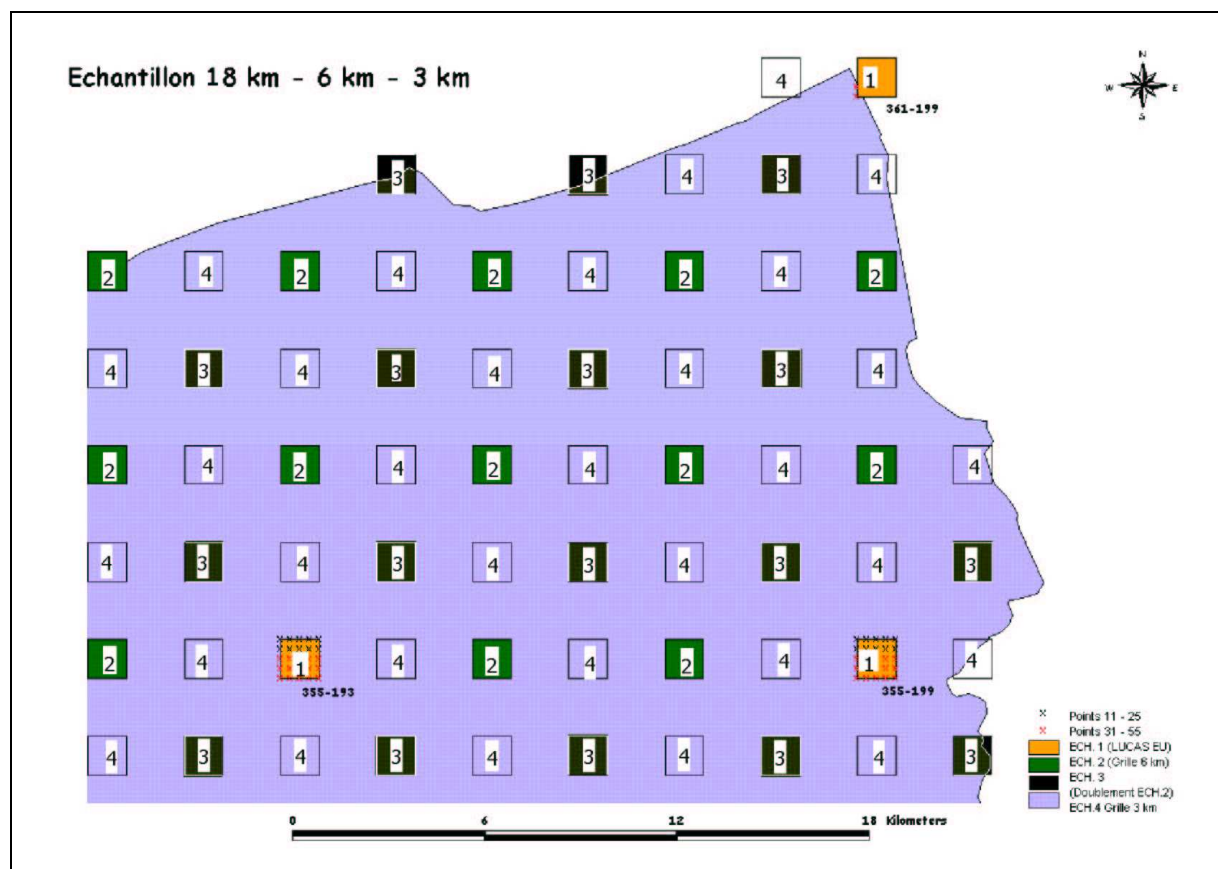 Echantillon 18 km - 6 km - 3 km
N
W E
S
4 1
361-199
3 3 4 3 4
2 4 2 4 2 4 2 4 2
4 3 4 3 4 3 4 3 4
2 4 2 4 2 4 2 4 2 4
4 3 4 3 4 3 4 3 4 3
2 4 1 4 2 4 2 4 1 4
355-193 355-199
4 3 4 3 4 3 4 3 4 3
Points 11 - 25
Points 31 - 55
ECH. 1 (LUCAS EU)
ECH. 2 (Grille 6 km)
ECH. 3
(Doublement ECH.2)
ECH.4 Grille 3 km
0 6 12 18 Kilometers